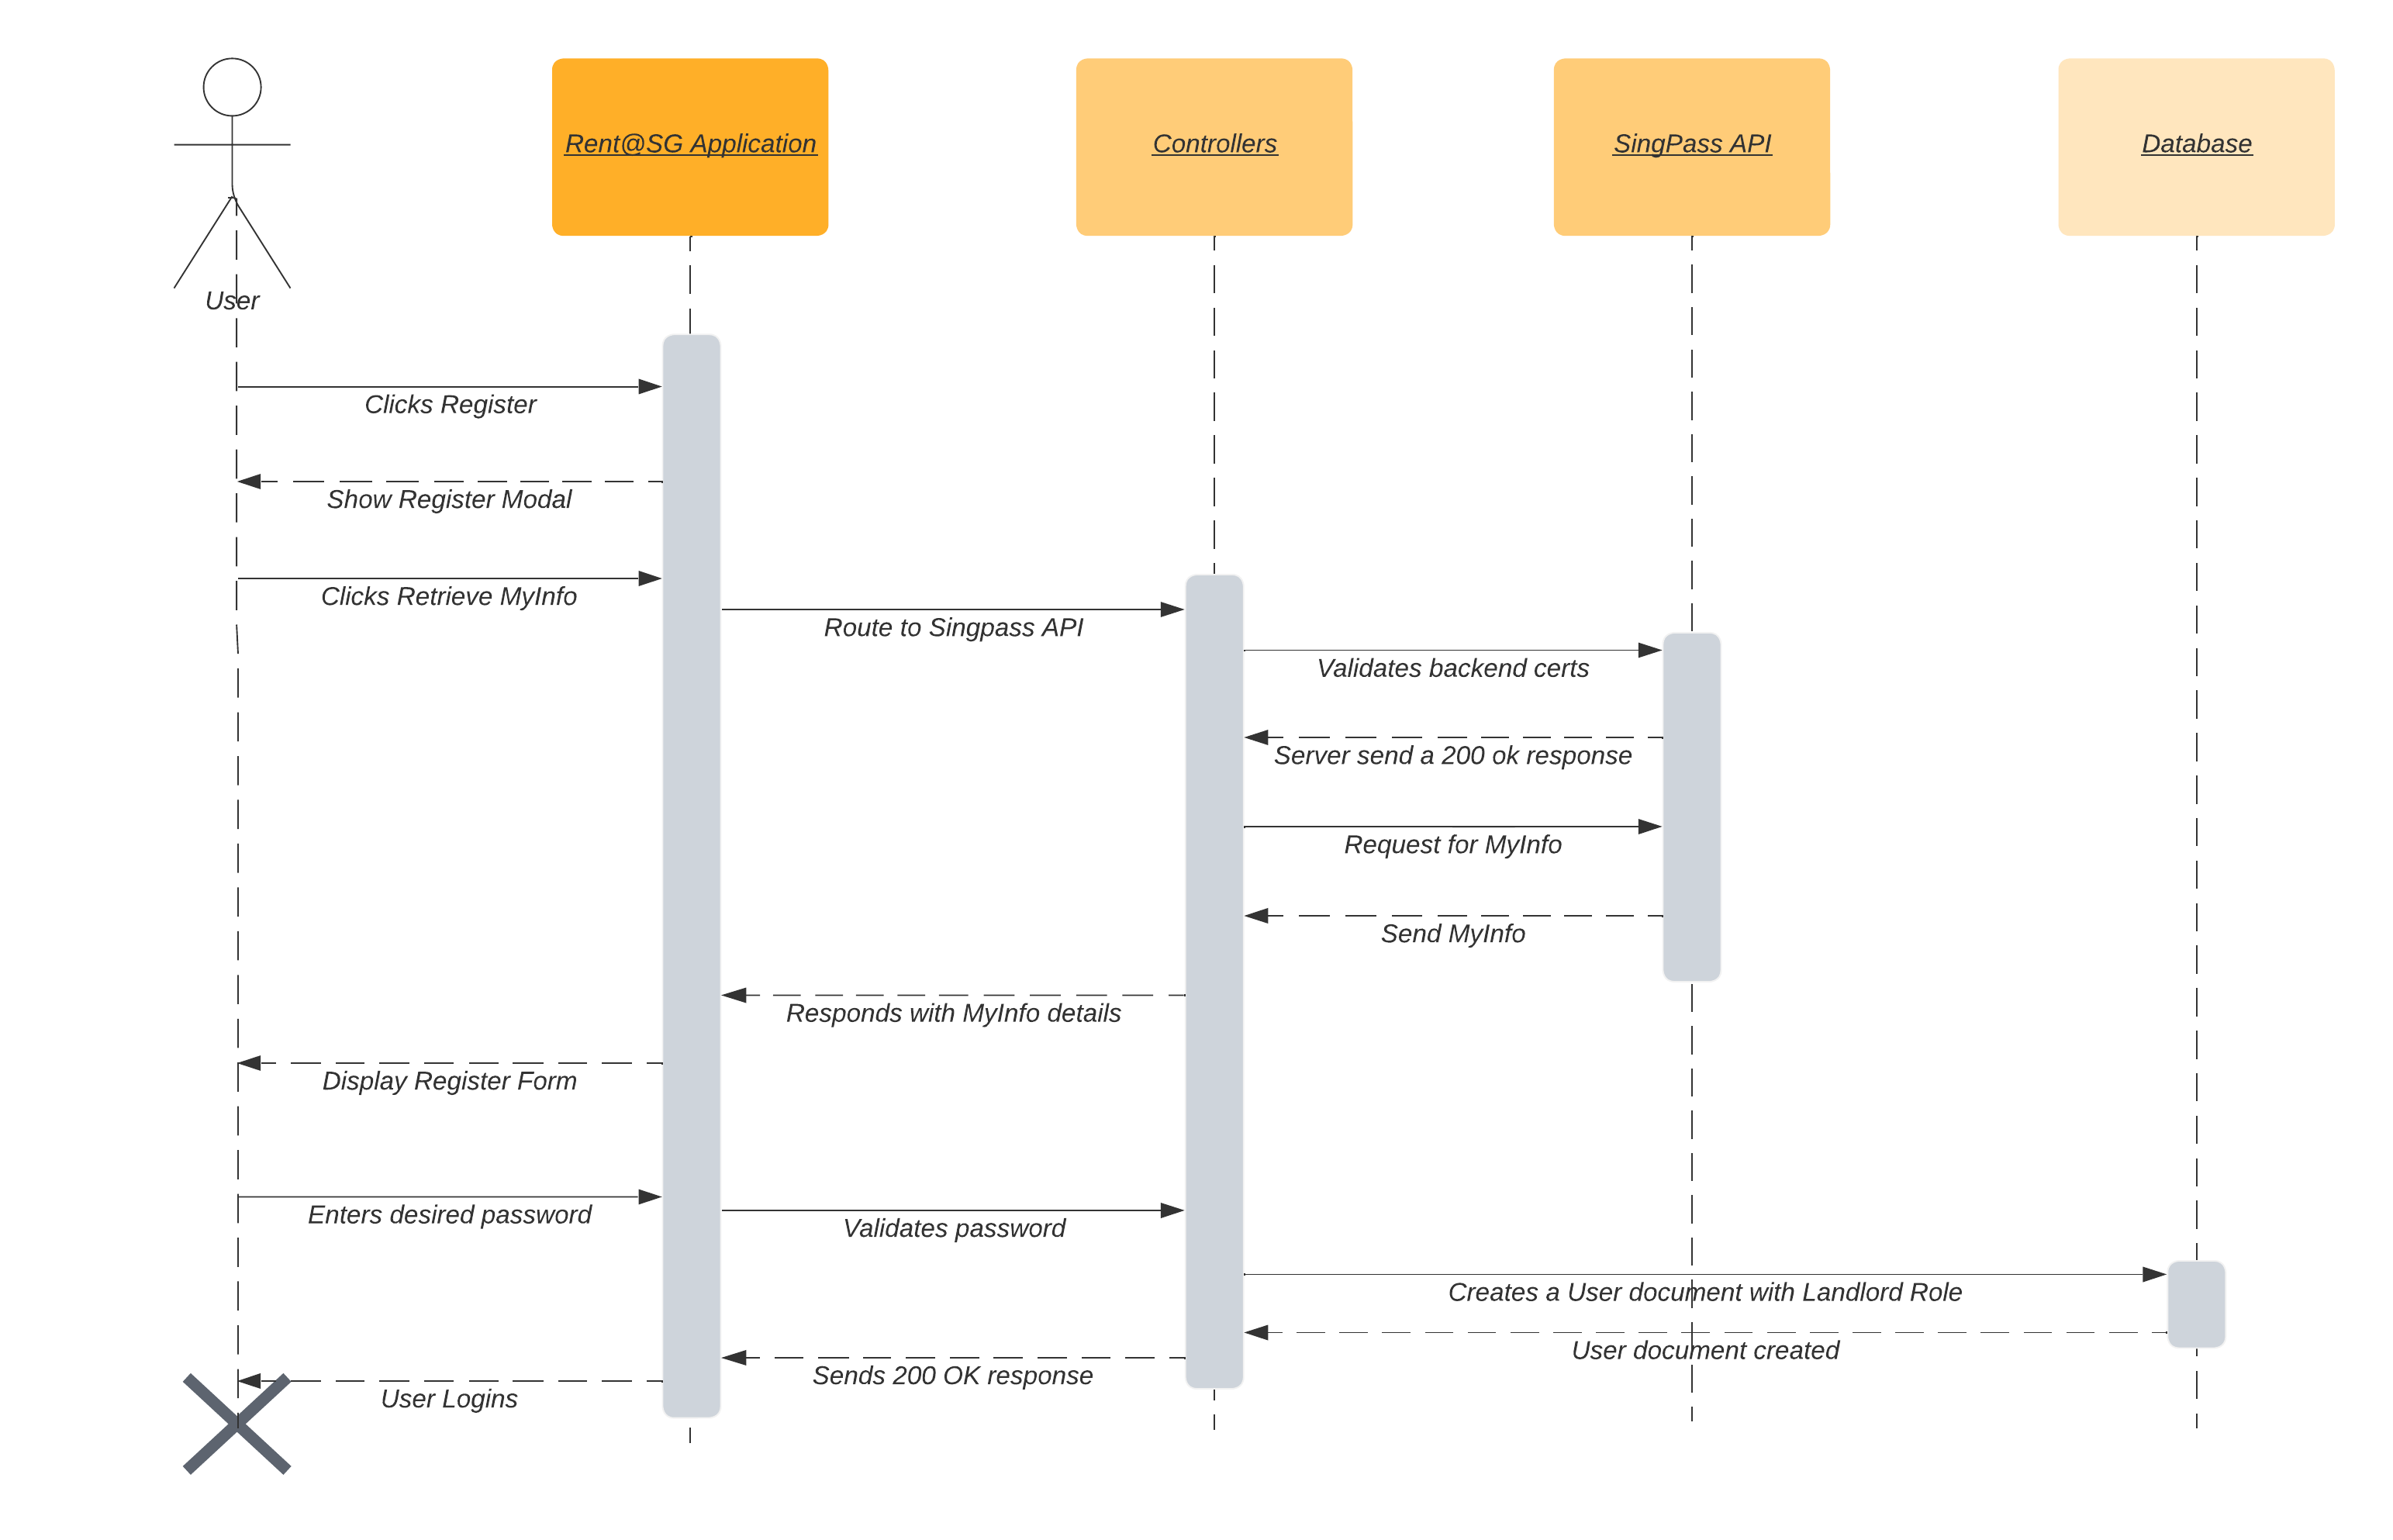 Rent@SG Application
Controllers
SingPass API
Database
User
Clicks Register
Show Register Modal
Clicks Retrieve MyInfo
Route to Singpass API
Validates backend certs
Server send a 200 ok response
Request for MyInfo
Send MyInfo
Responds with MyInfo details
Display Register Form
Enters desired password
Validates password
Creates a User document with Landlord Role
User document created
Sends 200 OK response
User Logins